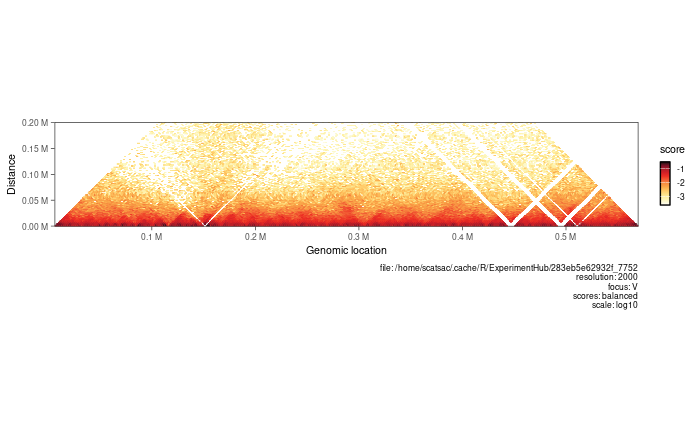 0.20 M
0.15 M
0.10 M
0.05 M
0.00 M
Distance
0.1 M 0.2 M 0.3 M 0.4 M 0.5 M
Genomic location
score
-1
-2
-3
file: /home/scatsac/.cache/R/ExperimentHub/283eb5e62932f_7752
resolution: 2000
focus: V
scores: balanced
scale: log10